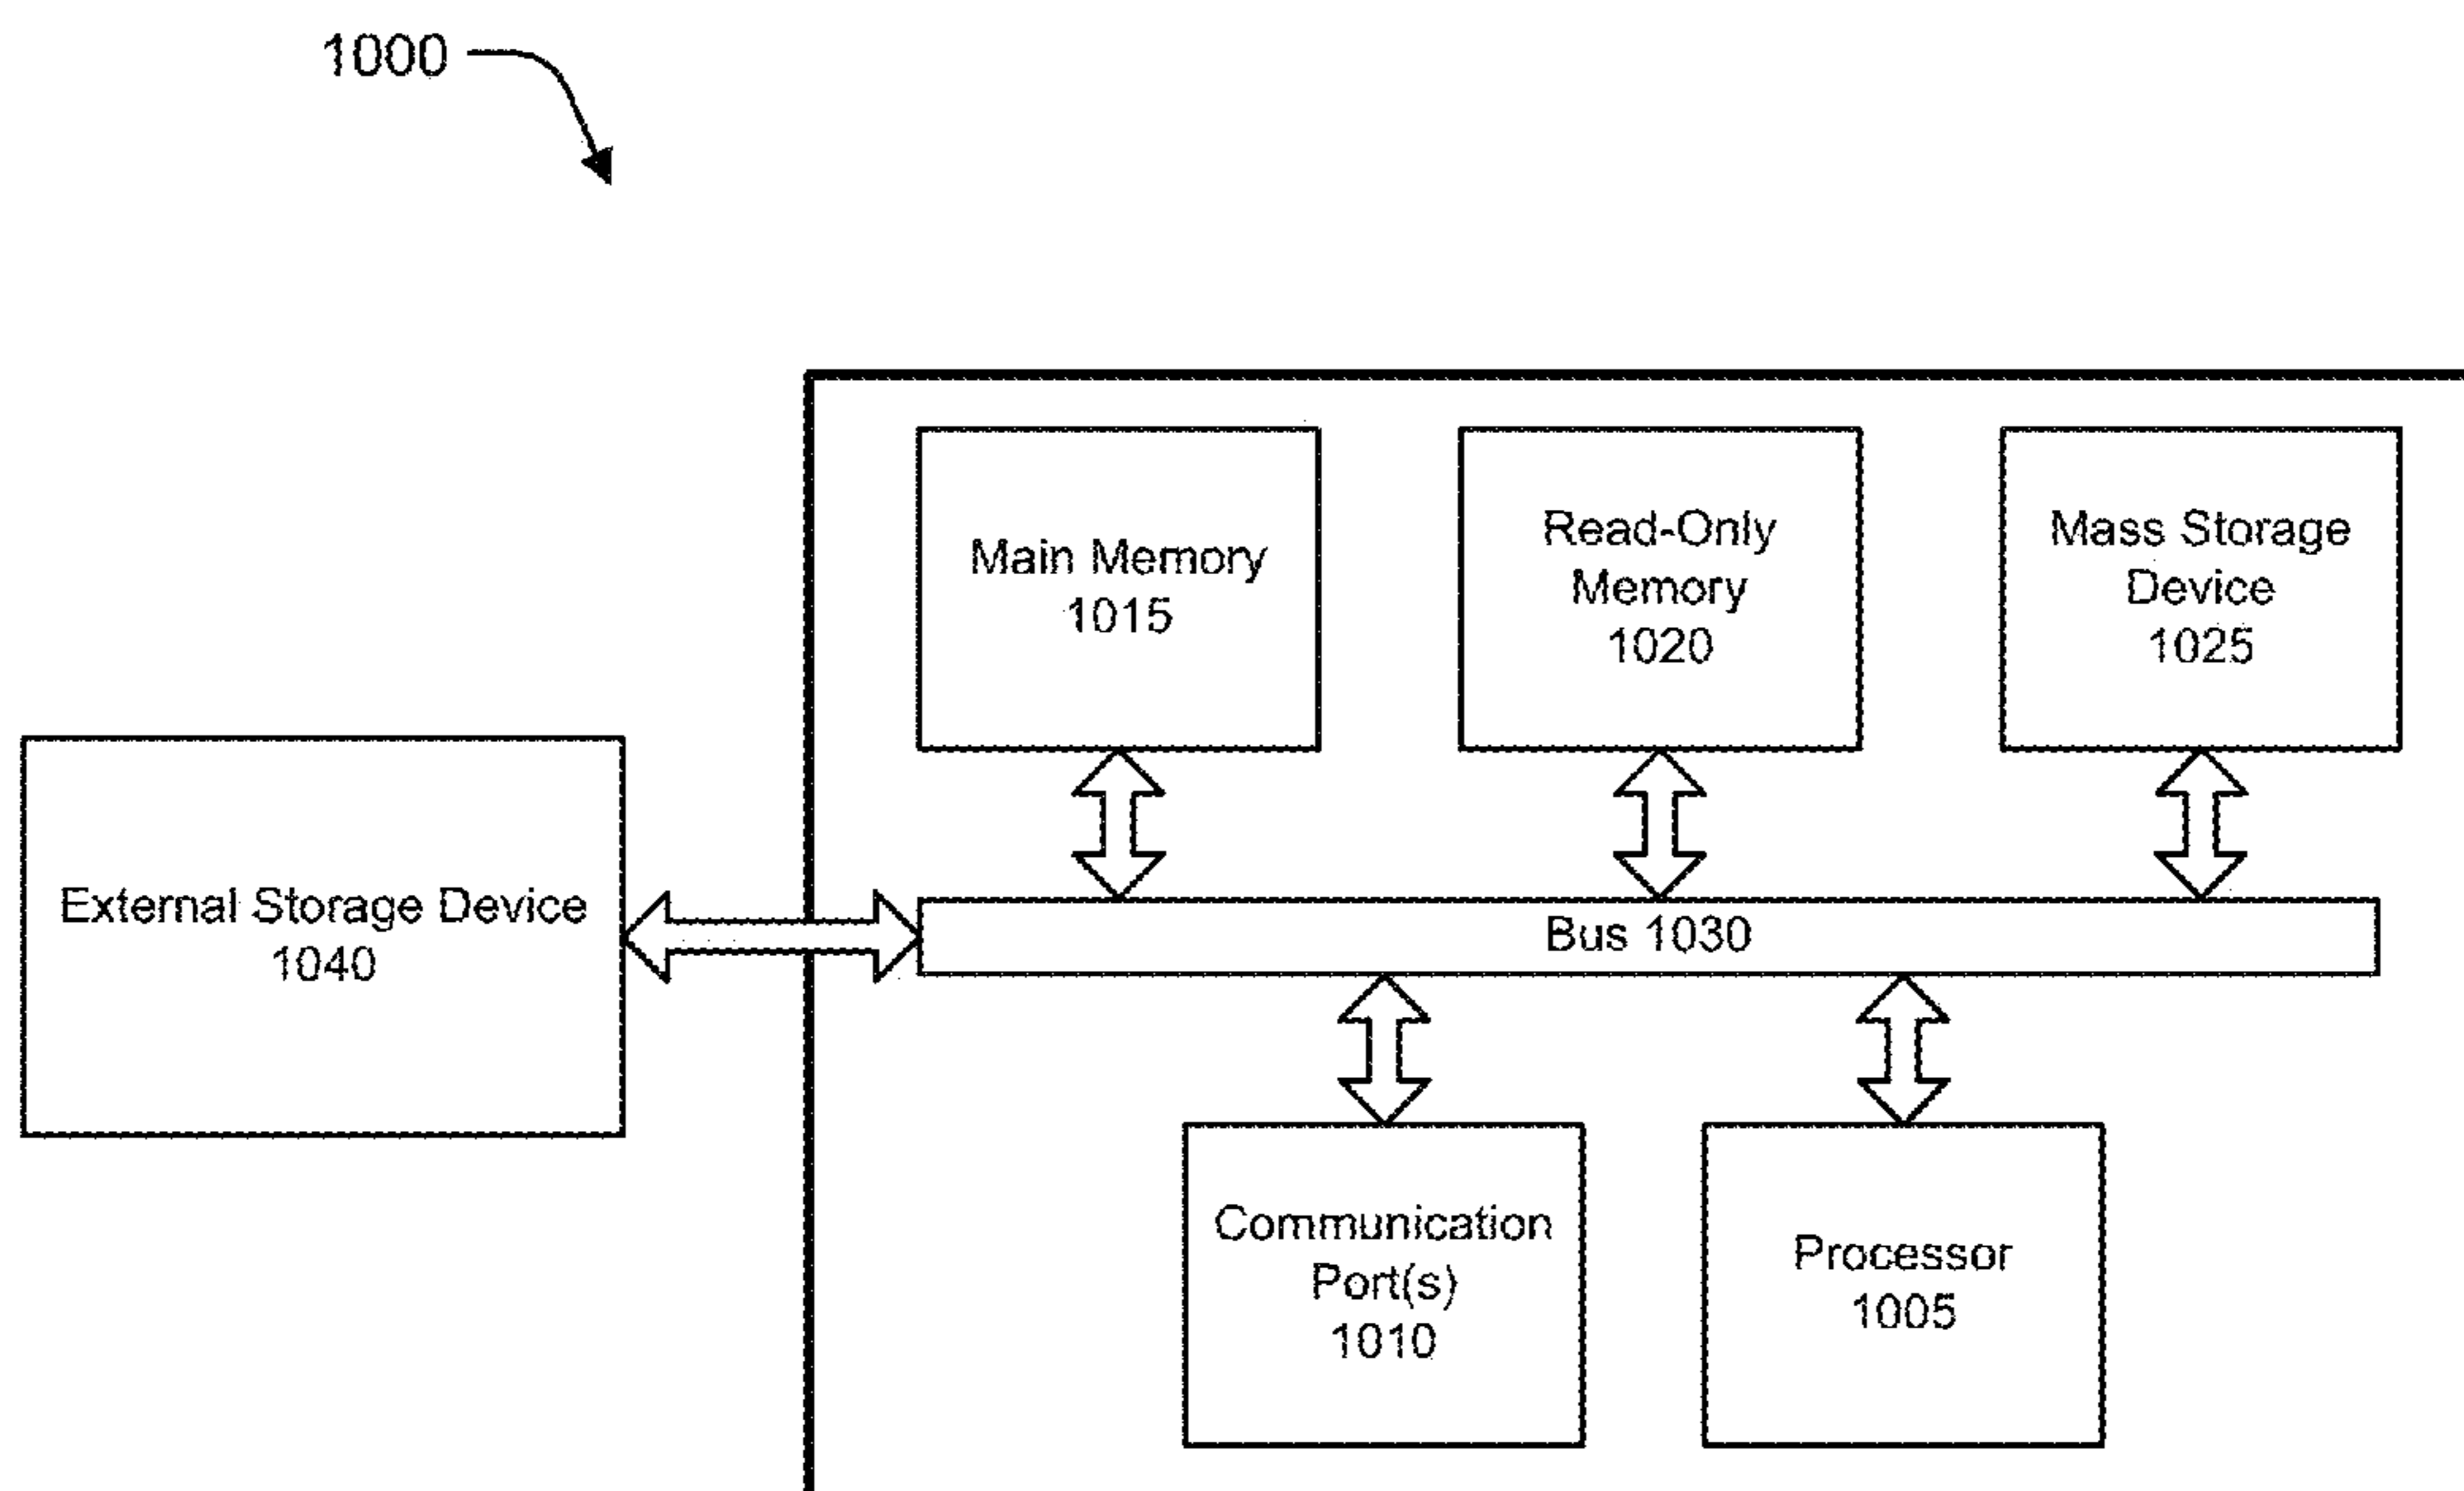 1000
Main Memory
1015
Read-Only
Memory
1020
Mass Storage
Device
1025
External Storage Device
1040
Bus 1030
Communication
Port(s)
1010
Processor
1005